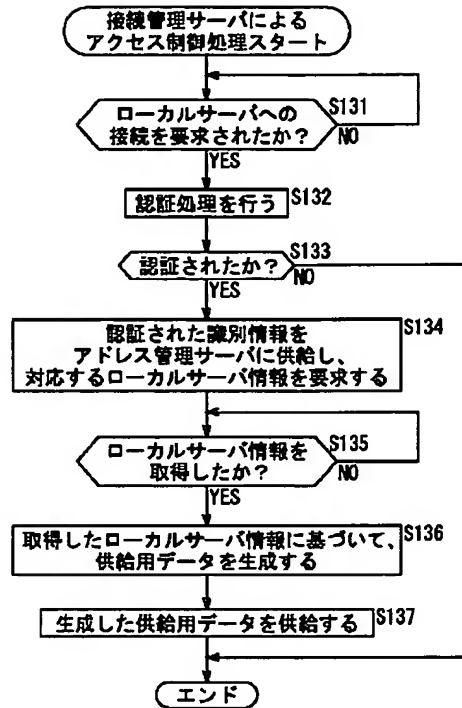 接続管理サーバによる
アクセス制御処理スタート
ローカルサーバへの
接続を要求されたか?
S131
NO
YES
認証処理を行う
S132
認証されたか?
S133
NO
YES
認証された識別情報を
アドレス管理サーバに供給し、
対応するローカルサーバ情報を要求する
S134
ローカルサーバ情報を
取得したか?
S135
NO
YES
取得したローカルサーバ情報に基づいて、
供給用データを生成する
S136
生成した供給用データを供給する
S137
エンド